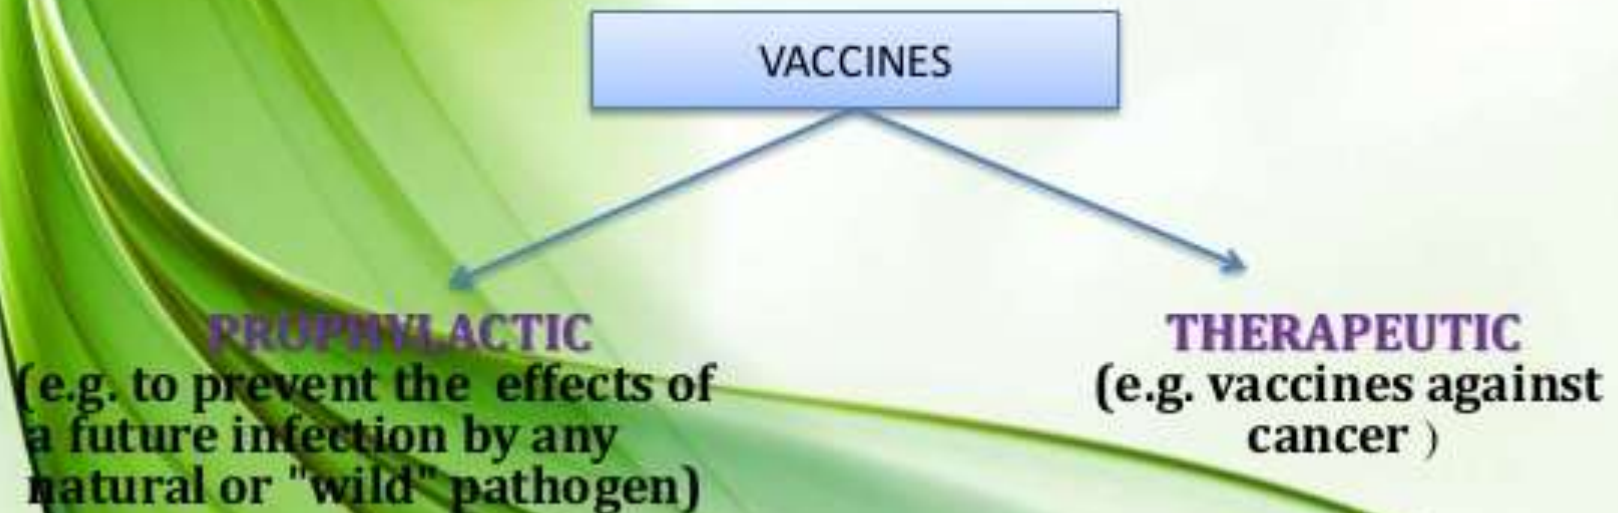 VACCINES
PROPHYLACTIC
(e.g. to prevent the effects of
a future infection by any
natural or "wild" pathogen)
THERAPEUTIC
(e.g. vaccines against
cancer )